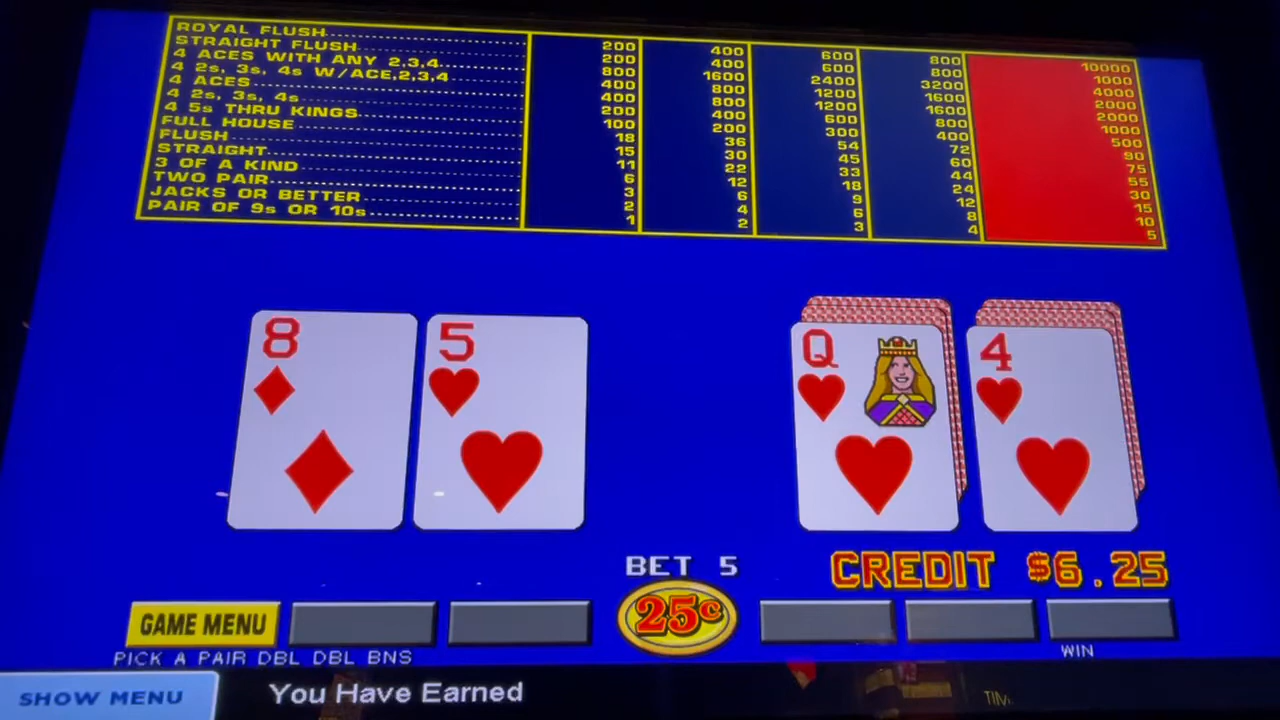 ROYAL FLUSH 200 400 600 800 10000
STRAIGHT FLUSH 200 400 600 800 1000
4 ACES WITH ANY 2,3,4 800 1600 2400 3200 4000
4 2s, 3s, 4s W/ACE,2,3,4 400 800 1200 1600 2000
4 ACES 400 800 1200 1600 2000
4 2s, 3s, 4s 200 400 600 800 1000
4 5s THRU KINGS 100 200 300 400 500
FULL HOUSE 18 36 54 72 90
FLUSH 15 30 45 60 75
STRAIGHT 11 22 33 44 55
3 OF A KIND 6 12 18 24 30
TWO PAIR 3 6 9 12 15
JACKS OR BETTER 2 4 6 8 10
PAIR OF 9s OR 10s 1 2 3 4 5
8 5 Q 4
BET 5 CREDIT $6.25
GAME MENU 25¢
PICK A PAIR DBL DBL BNS WIN
SHOW MENU You Have Earned